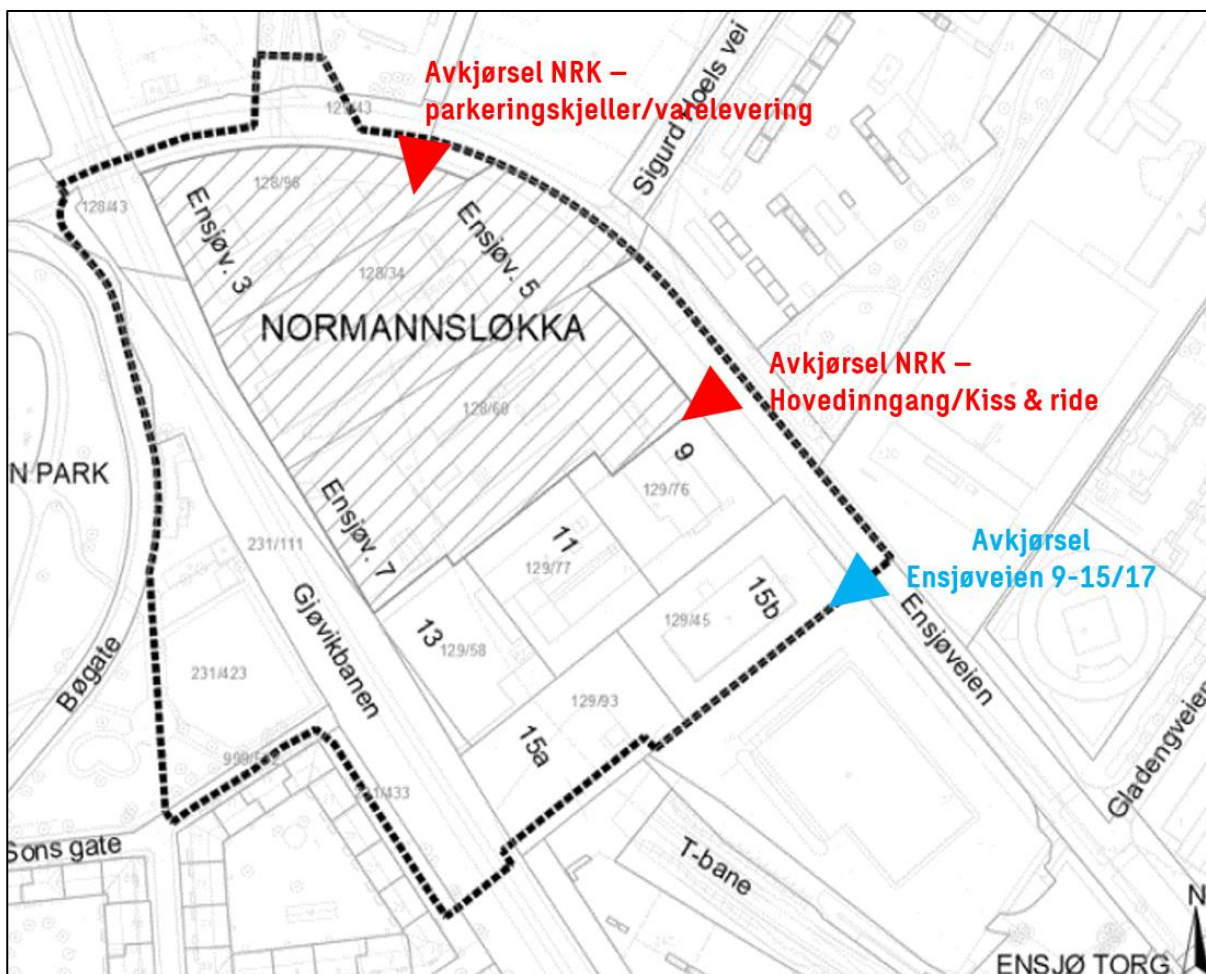 Avkjørsel NRK –
parkeringskjeller/varelevering
Sigurd Hoels vei
128/43
128/96
Ensjøv. 3
Ensjøv. 5
128/34
NORMANNSLØKKA
Avkjørsel NRK –
Hovedinngang/Kiss & ride
128/60
9
129/76
N PARK
Ensjøv. 7
11
129/77
231/111
Avkjørsel
Ensjøveien 9-15/17
15b
129/45
Gjøvikbanen
13
129/58
Ensjøveien
231/423
Bøgate
129/93
15a
Gladengveien
Sons gate
T-bane
N
ENSJØ TORG